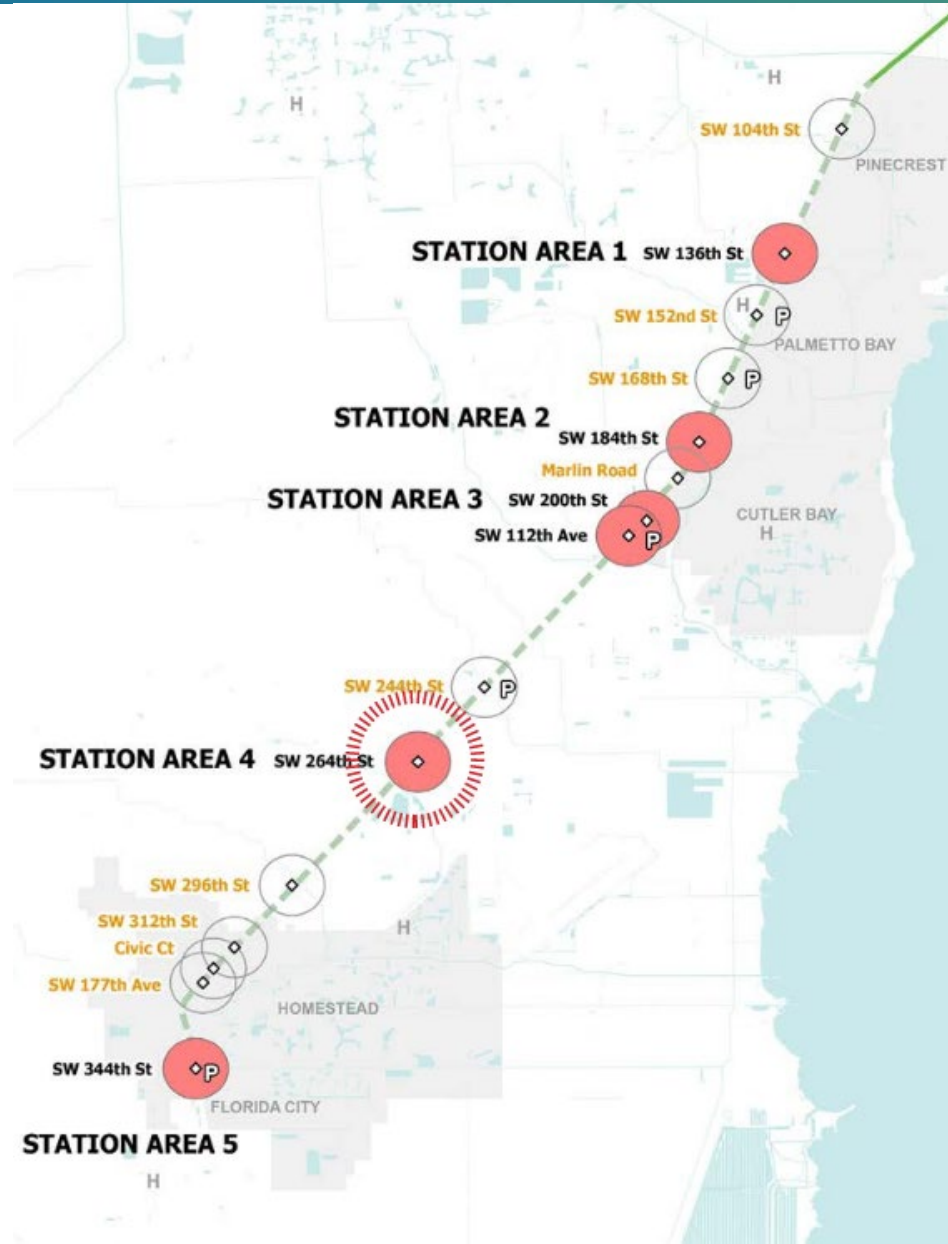 H
H
SW 104th St
PINECREST
STATION AREA 1 SW 136th St
H
SW 152nd St
P
PALMETTO BAY
SW 168th St
P
STATION AREA 2
SW 184th St
Marlin Road
STATION AREA 3
SW 200th St
CUTLER BAY
H
SW 112th Ave
P
SW 244th St
P
STATION AREA 4 SW 264th St
SW 296th St
SW 312th St
H
Civic Ct
SW 177th Ave
HOMESTEAD
SW 344th St
P
FLORIDA CITY
STATION AREA 5
H